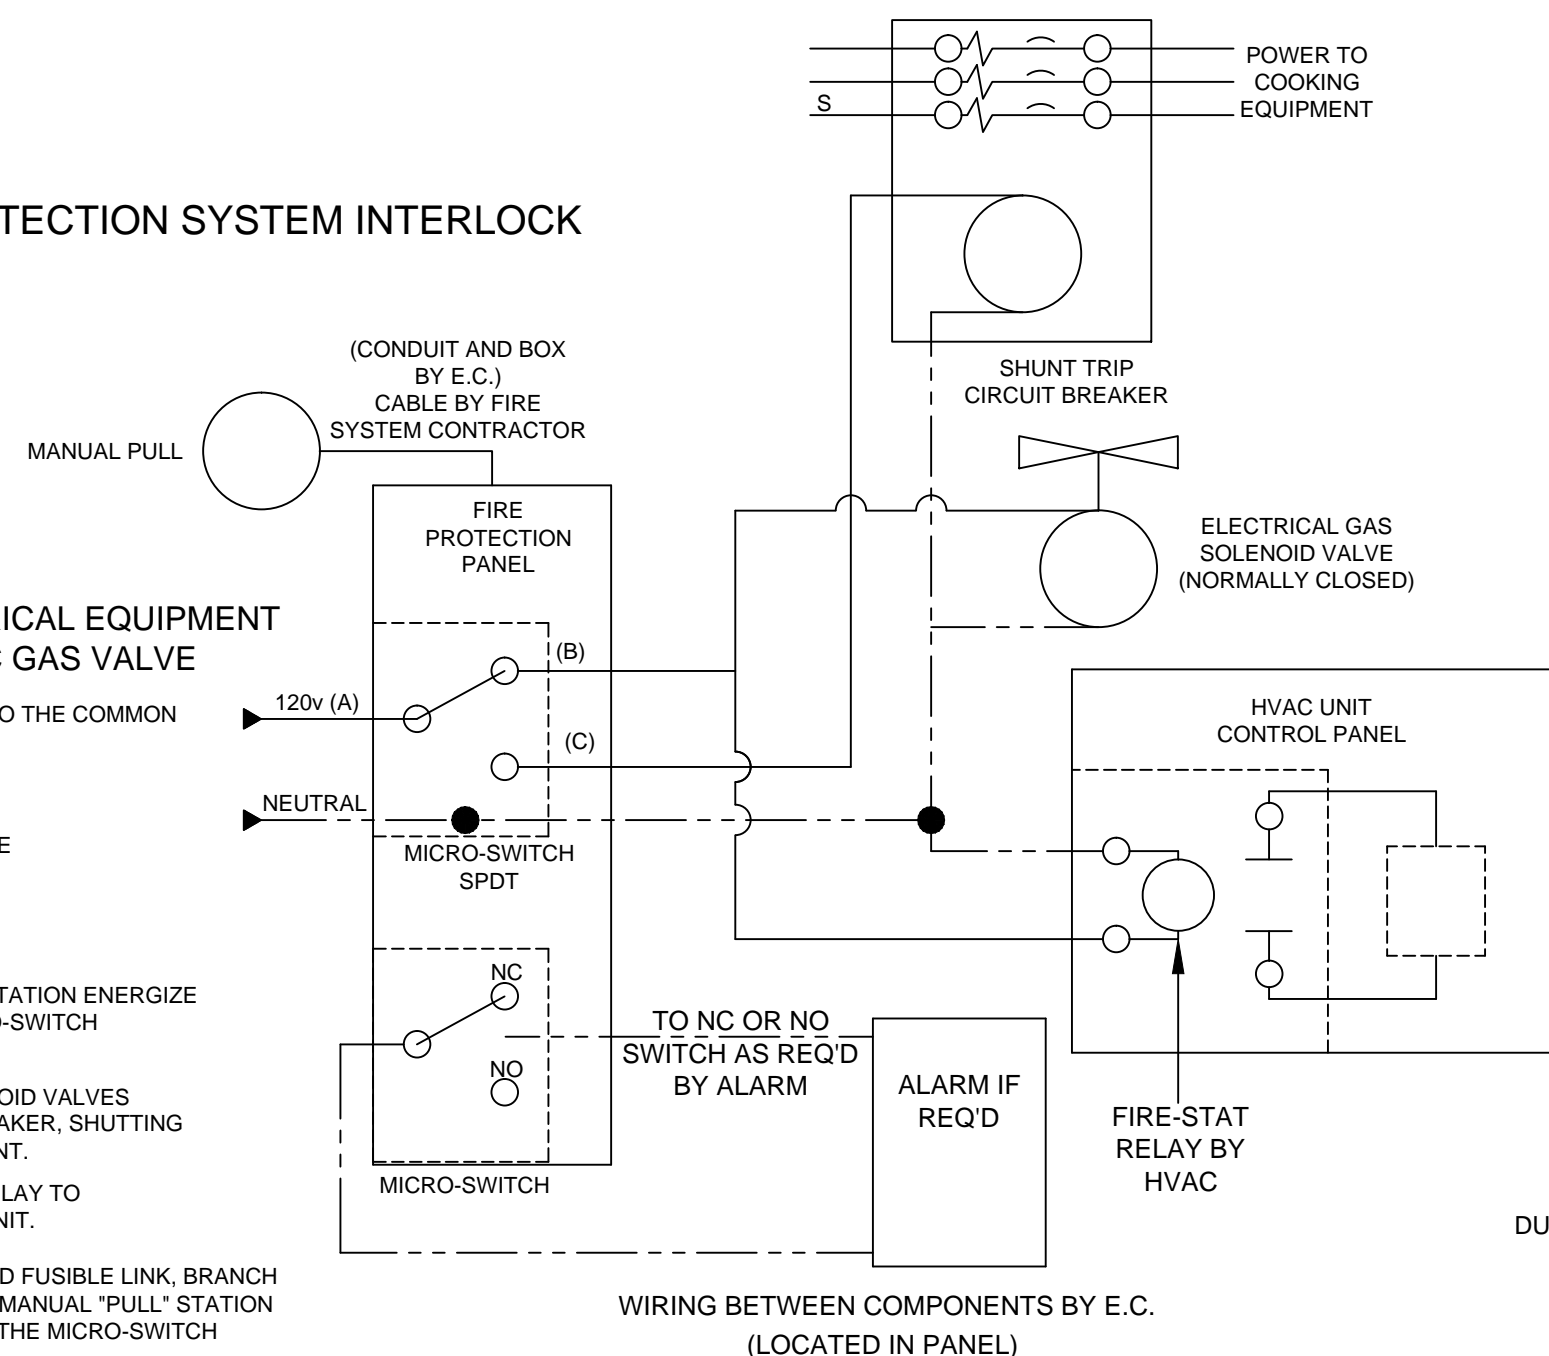 POWER TO
COOKING
EQUIPMENT
S
TECTION SYSTEM INTERLOCK
SHUNT TRIP
CIRCUIT BREAKER
(CONDUIT AND BOX
BY E.C.)
CABLE BY FIRE
SYSTEM CONTRACTOR
MANUAL PULL
FIRE
PROTECTION
PANEL
ELECTRICAL GAS
SOLENOID VALVE
(NORMALLY CLOSED)
RICAL EQUIPMENT
C GAS VALVE
(B)
120v (A)
O THE COMMON
(C)
HVAC UNIT
CONTROL PANEL
NEUTRAL
E
MICRO-SWITCH
SPDT
NC
NO
TATION ENERGIZE
O-SWITCH
TO NC OR NO
SWITCH AS REQ'D
BY ALARM
ALARM IF
REQ'D
FIRE-STAT
RELAY BY
HVAC
OID VALVES
AKER, SHUTTING
NT.
MICRO-SWITCH
LAY TO
NIT.
DU
D FUSIBLE LINK, BRANCH
MANUAL "PULL" STATION
THE MICRO-SWITCH
WIRING BETWEEN COMPONENTS BY E.C.
(LOCATED IN PANEL)